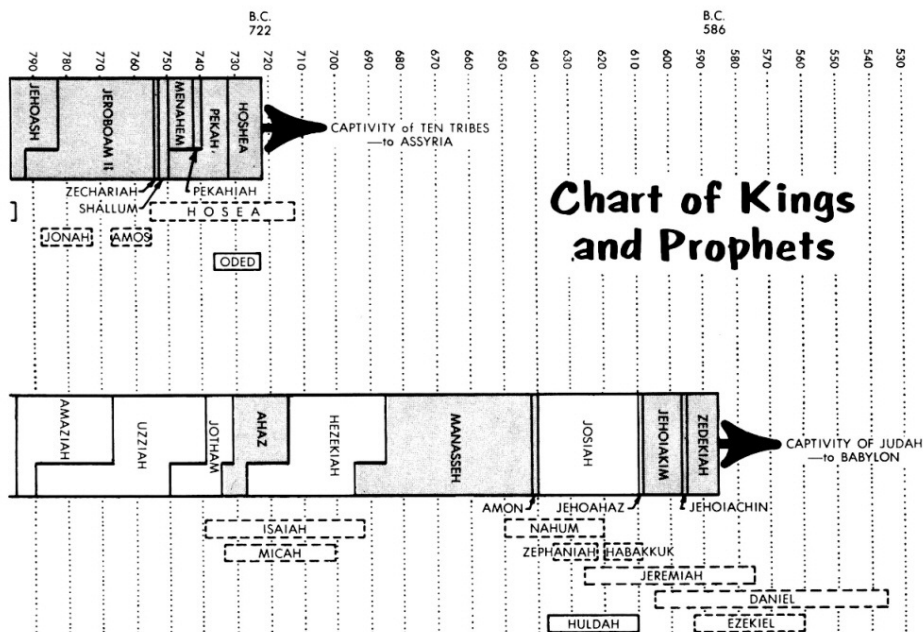 B.C.
722
B.C.
586
790
780
770
760
750
740
730
720
710
700
690
680
670
660
650
640
630
620
610
600
590
580
570
560
550
540
530
JEHOASH
JEROBOAM II
MENAHEM
PEKAH
HOSHEA
CAPTIVITY of TEN TRIBES
—to ASSYRIA
ZECHARIAH
PEKAHIAH
SHALLUM
HOSEA
JONAH
AMOS
ODED
Chart of Kings
and Prophets
AMAZIAH
UZZIAH
JOTHAM
AHAZ
HEZEKIAH
MANASSEH
JOSIAH
JEHOIAKIM
ZEDEKIAH
CAPTIVITY OF JUDAH
—to BABYLON
AMON
JEHOAHAZ
JEHOIACHIN
ISAIAH
NAHUM
MICAH
ZEPHANIAH
HABAKKUK
JEREMIAH
DANIEL
HULDAH
EZEKIEL